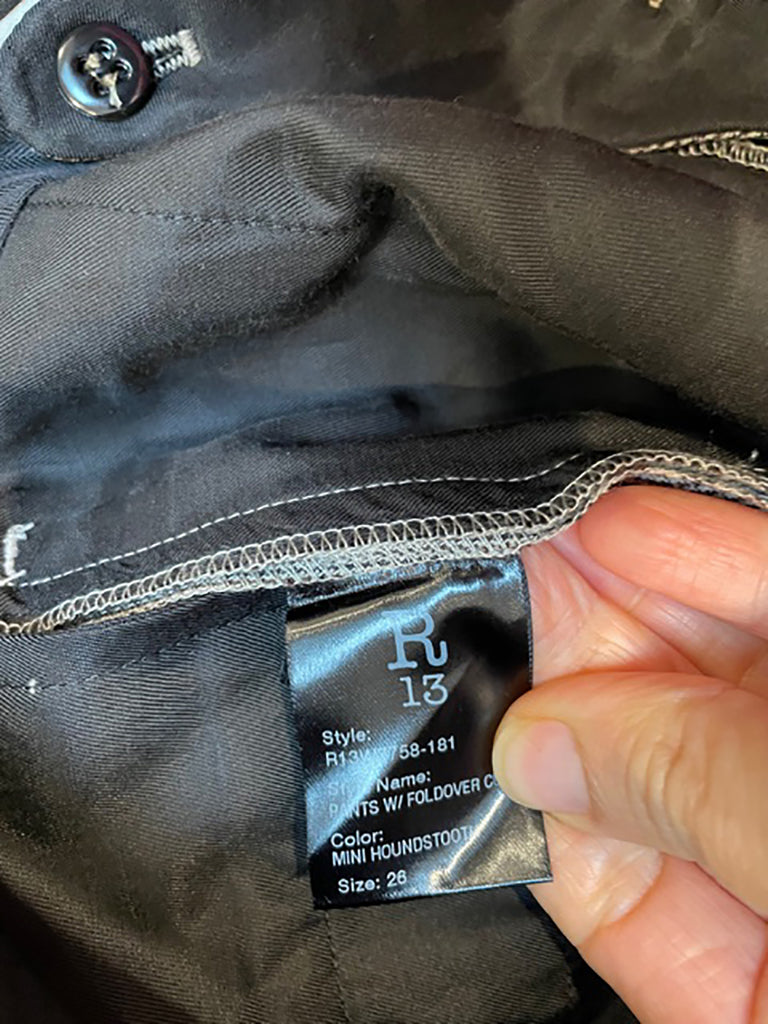 R
13
Style:
Name:
PANTS W/ FOLDOVER
Color:
MINI
Size: 26